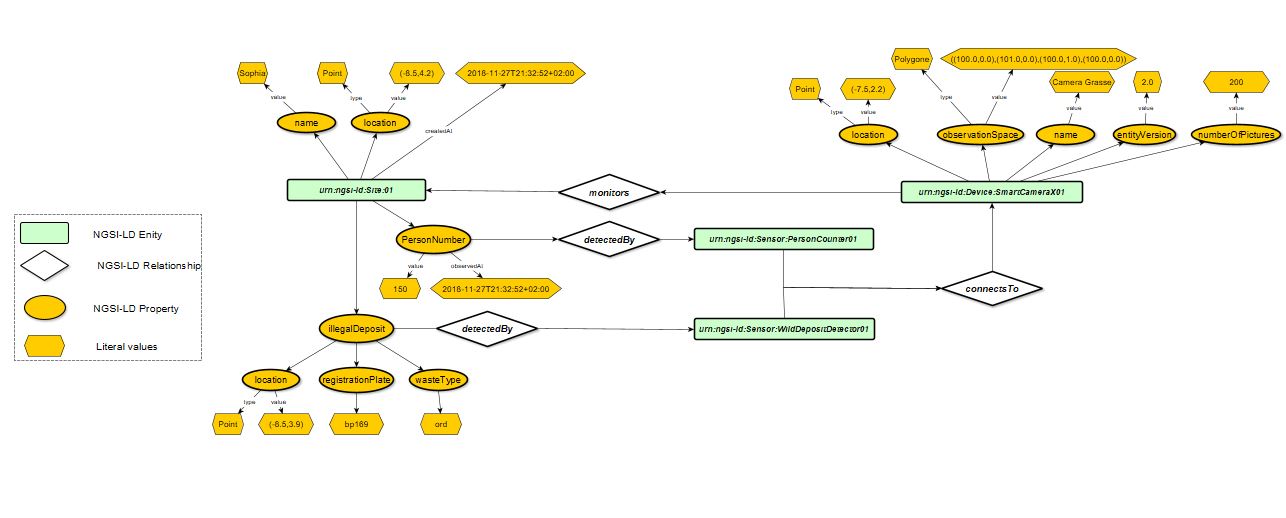 Sophia
Point
(-8.5,4.2)
2018-11-27T21:32:52+02:00
value
type
value
createdAt
name
location
urn:ngsi-ld:Site:01
Polygone
((100.0,0.0),(101.0,0.0),(100.0,1.0),(100.0,0.0))
Point
(-7.5,2.2)
Camera Grasse
2.0
200
type
value
type
value
value
value
value
location
observationSpace
name
entityVersion
numberOfPictures
monitors
urn:ngsi-ld:Device:SmartCameraX01
NGSI-LD Enity
NGSI-LD Relationship
NGSI-LD Property
Literal values
PersonNumber
detectedBy
urn:ngsi-ld:Sensor:PersonCounter01
value
observedAt
150
2018-11-27T21:32:52+02:00
connectsTo
illegalDeposit
detectedBy
urn:ngsi-ld:Sensor:WildDepositDetector01
location
registrationPlate
wasteType
type
value
Point
(-8.5,3.9)
bp169
ord